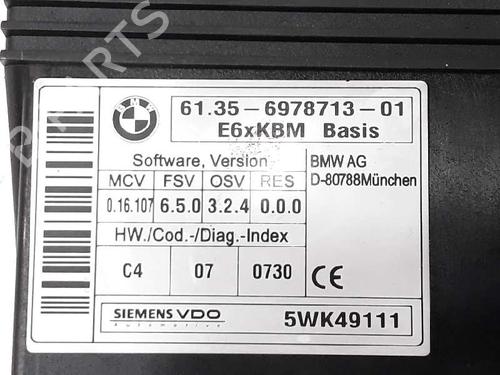 PARTS
BMW
61.35-6978713-01
E6xKBM Basis
Software, Version
BMW AG
D-80788München
MCV FSV OSV RES
0.16.107 6.5.0 3.2.4 0.0.0
HW./Cod.-/Diag.-Index
C4 07 0730
CE
SIEMENS VDO
Automotive
5WK49111